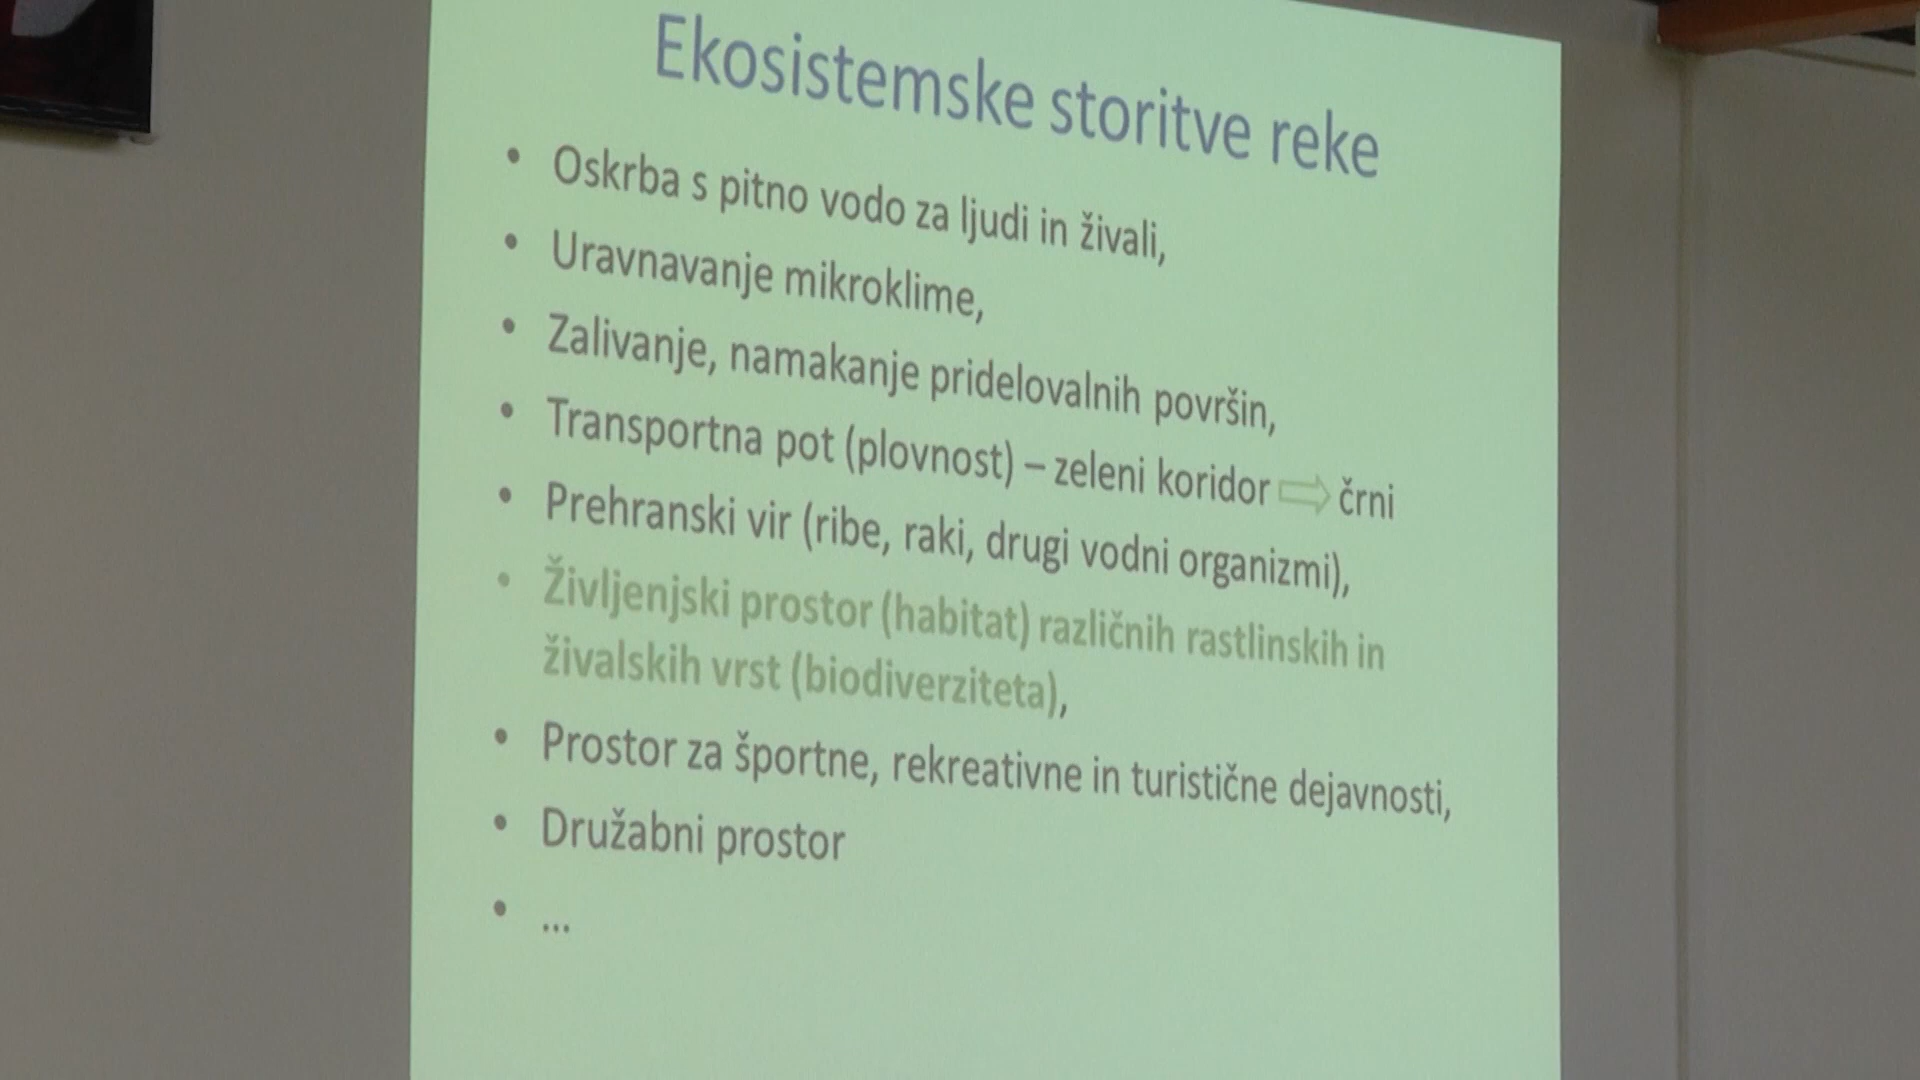 Ekosistemske storitve reke
• Oskrba s pitno vodo za ljudi in živali,
• Uravnavanje mikroklime,
• Zalivanje, namakanje pridelovalnih površin,
• Transportna pot (plovnost) – zeleni koridor ⇨ črni
• Prehranski vir (ribe, raki, drugi vodni organizmi),
• Življenjski prostor (habitat) različnih rastlinskih in
živalskih vrst (biodiverziteta),
• Prostor za športne, rekreativne in turistične dejavnosti,
• Družabni prostor
• ...